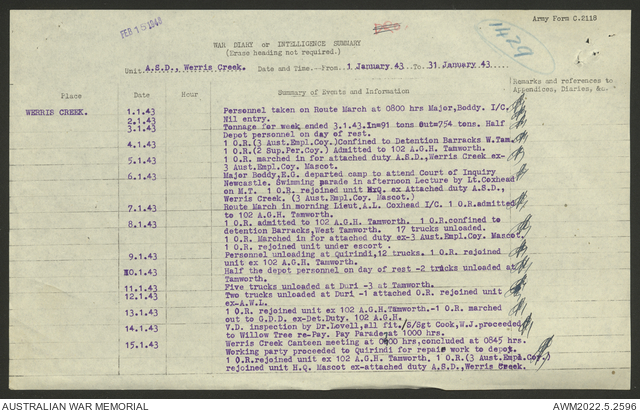 FEB 15 1943
Army Form C.2118
WAR DIARY or INTELLIGENCE SUMMARY
(Erase heading not required.)
1429
Unit A.S.D., Werris Creek. Date and Time - From 1 January 43 To 31 January 43
Place Date Hour Summary of Events and Information Remarks and references to Appendices, Diaries, &c.
WERRIS CREEK. 1.1.43 Personnel taken on Route March at 0800 hrs Major,Boddy. I/C.
2.1.43 Nil entry.
3.1.43 Tonnage for week ended 3.1.43.In=91 tons out=754 tons. Half
Depot personnel on day of rest.
4.1.43 1 O.R.(3 Aust.Empl.Coy.)Confined to Detention Barracks W.Tam.
1 O.R.(2 Sup.Per.Coy.) Admitted to 102 A.G.H. Tamworth.
5.1.43 1 O.R. marched in for attached duty A.S.D.,Werris Creek ex-
3 Aust.Empl.Coy. Mascot.
6.1.43 Major Boddy,E.G. departed camp to attend Court of Inquiry
Newcastle. Swimming parade in afternoon Lecture by Lt.Coxhead
on M.T. 1 O.R. rejoined unit HxQ. ex Attached duty A.S.D.,
Werris Creek. (3 Aust.Empl.Coy. Mascot.)
7.1.43 Route March in morning Lieut,A.L. Coxhead I/C. 1 O.R.admitted
to 102 A.G.H. Tamworth.
8.1.43 1 O.R. admitted to A.G.H. Tamworth. 1 O.R.confined to
detention Barracks,West Tamworth. 17 trucks unloaded.
1 O.R. Marched in for attached duty ex-3 Aust.Empl.Coy. Mascot.
1 O.R. rejoined unit under escort.
9.1.43 Personnel unloading at Quirindi,12 trucks. 1 O.R. rejoined
unit ex 102 A.G.H. Tamworth.
10.1.43 Half the depot personnel on day of rest -2 trucks unloaded at
Tamworth.
11.1.43 Five trucks unloaded at Duri -3 at Tamworth.
12.1.43 Two trucks unloaded at Duri -1 attached O.R. rejoined unit
ex-A.W.L.
13.1.43 1 O.R. rejoined unit ex 102 A.G.H.Tamworth.-1 O.R. marched
out to G.D.D. ex-Det.Duty. 102 A.G.H.
14.1.43 V.D. inspection by Dr.Lovell,all fit./S/Sgt Cook,W.J.proceeded
to Willow Tree re-Pay. Pay Parade at 1000 hrs.
15.1.43 Werris Creek Canteen meeting at 0800 hrs,concluded at 0845 hrs.
Working party proceeded to Quirindi for repair work to depot.
1 O.R.rejoined unit ex 102 A.G.H. Tamworth. 1 O.R.(3 Aust.Empl.Coy.)
rejoined unit H.Q. Mascot ex-attached duty A.S.D.,Werris Creek.
AUSTRALIAN WAR MEMORIAL
AWM2022.5.2596